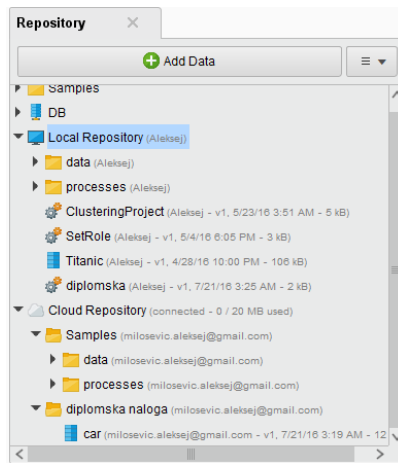 Repository
Add Data
Samples
DB
Local Repository (Aleksej)
data (Aleksej)
processes (Aleksej)
ClusteringProject (Aleksej - v1, 5/23/16 3:51 AM - 5 kB)
SetRole (Aleksej - v1, 5/4/16 6:05 PM - 3 kB)
Titanic (Aleksej - v1, 4/28/16 10:00 PM - 106 kB)
diplomska (Aleksej - v1, 7/21/16 3:25 AM - 2 kB)
Cloud Repository (connected - 0 / 20 MB used)
Samples (milosevic.aleksej@gmail.com)
data (milosevic.aleksej@gmail.com)
processes (milosevic.aleksej@gmail.com)
diplomska naloga (milosevic.aleksej@gmail.com)
car (milosevic.aleksej@gmail.com - v1, 7/21/16 3:19 AM - 12